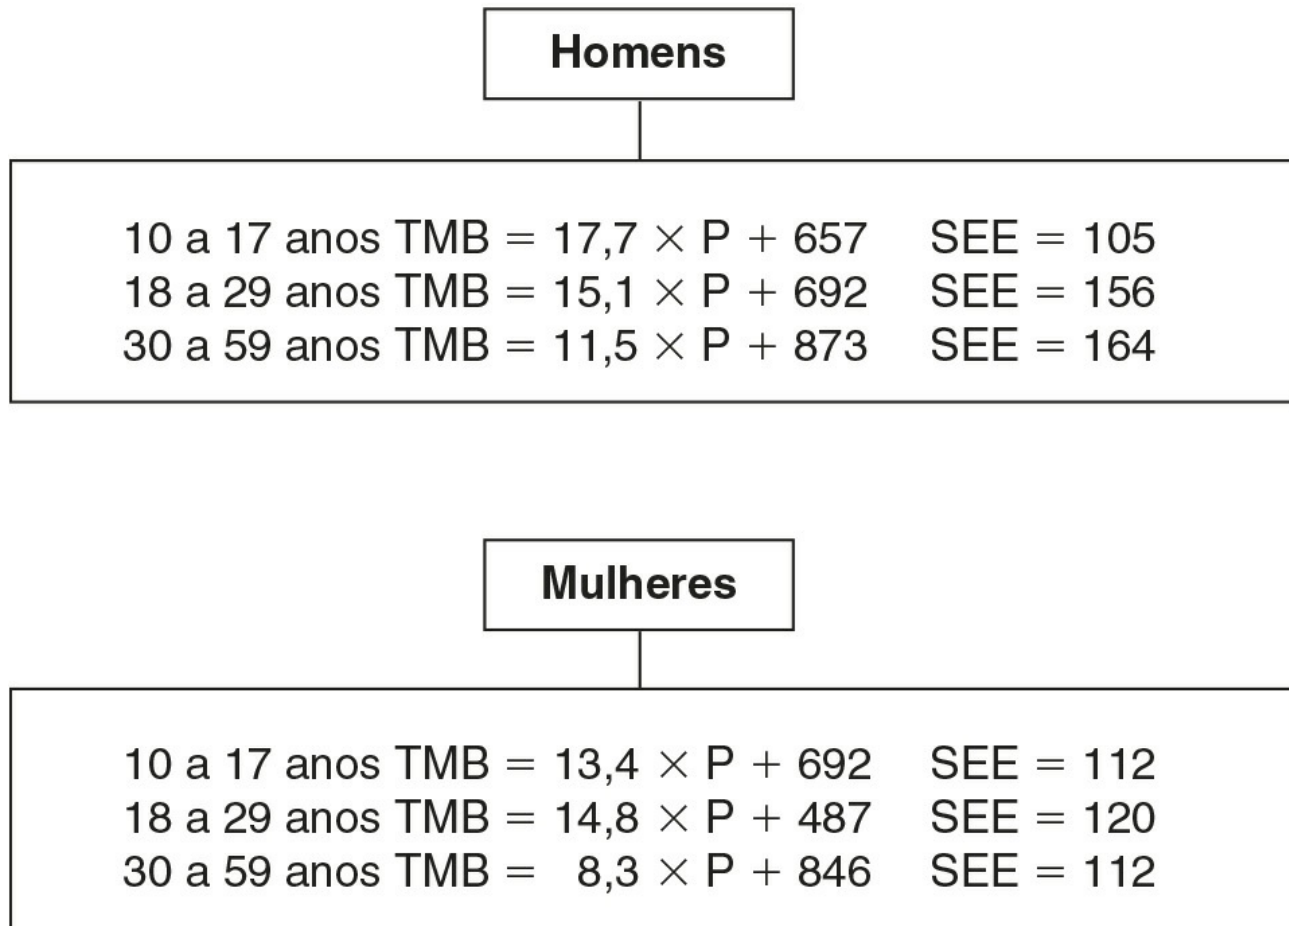 Homens
10 a 17 anos TMB = 17,7 × P + 657 SEE = 105
18 a 29 anos TMB = 15,1 × P + 692 SEE = 156
30 a 59 anos TMB = 11,5 × P + 873 SEE = 164
Mulheres
10 a 17 anos TMB = 13,4 × P + 692 SEE = 112
18 a 29 anos TMB = 14,8 × P + 487 SEE = 120
30 a 59 anos TMB = 8,3 × P + 846 SEE = 112